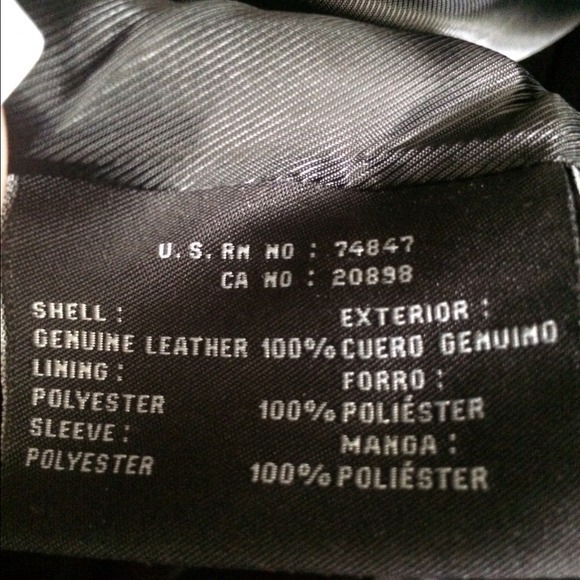 U.S. RN NO : 74847
CA NO : 20898
SHELL :
GENUINE LEATHER 100%
LINING :
POLYESTER 100%
SLEEVE :
POLYESTER 100%
EXTERIOR :
CUERO GENUINO
FORRO :
POLIÉSTER
MANGA :
POLIÉSTER